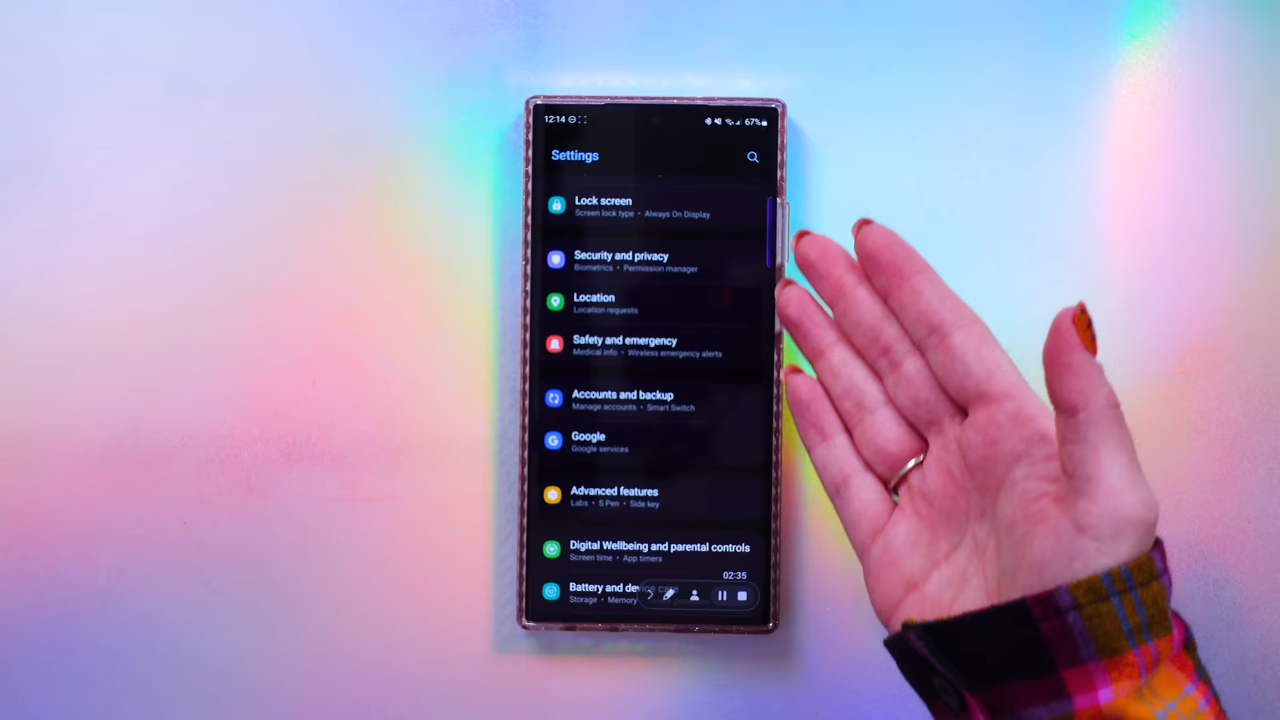 12:14
67%
Settings
Lock screen
Screen lock type • Always On Display
Security and privacy
Biometrics • Permission manager
Location
Location requests
Safety and emergency
Medical info • Wireless emergency alerts
Accounts and backup
Manage accounts • Smart Switch
Google
Google services
Advanced features
Labs • S Pen • Side key
Digital Wellbeing and parental controls
Screen time • App timers
02:35
Battery and device care
Storage • Memory